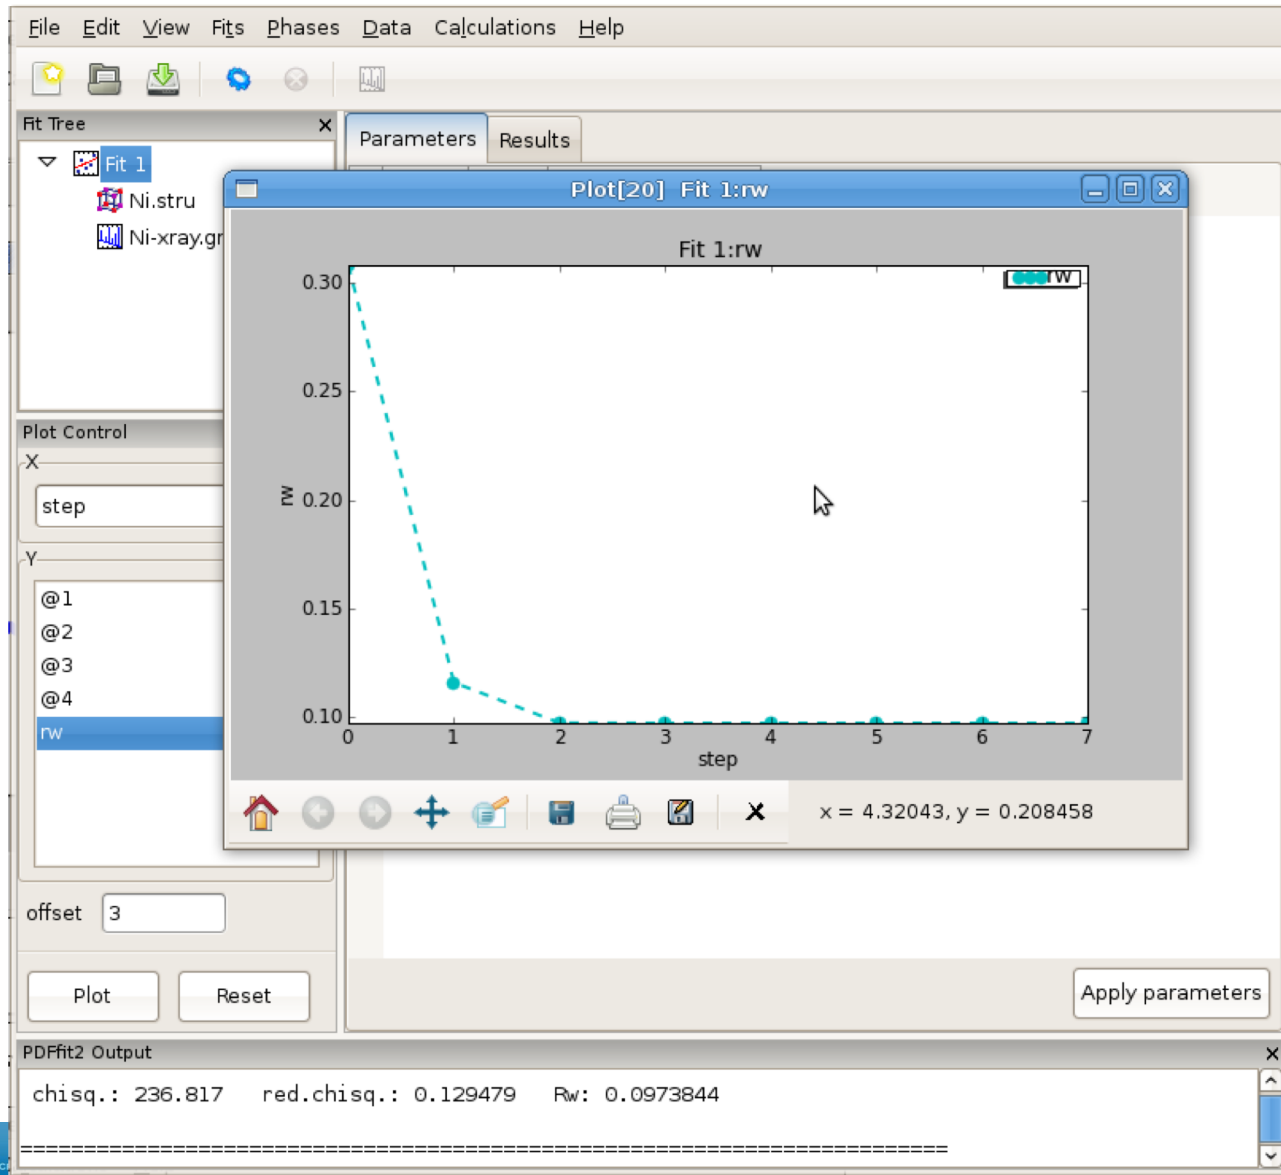 File Edit View Fits Phases Data Calculations Help
Fit Tree
Parameters Results
Fit 1
Ni.stru
Ni-xray.gr
Plot[20] Fit 1:rw
Fit 1:rw
rw
0.30
0.25
0.20
0.15
0.10
rw
0 1 2 3 4 5 6 7
step
x = 4.32043, y = 0.208458
Plot Control
X
step
Y
@1
@2
@3
@4
rw
offset 3
Plot Reset
Apply parameters
PDFfit2 Output
chisq.: 236.817 red.chisq.: 0.129479 Rw: 0.0973844
=========================================================================